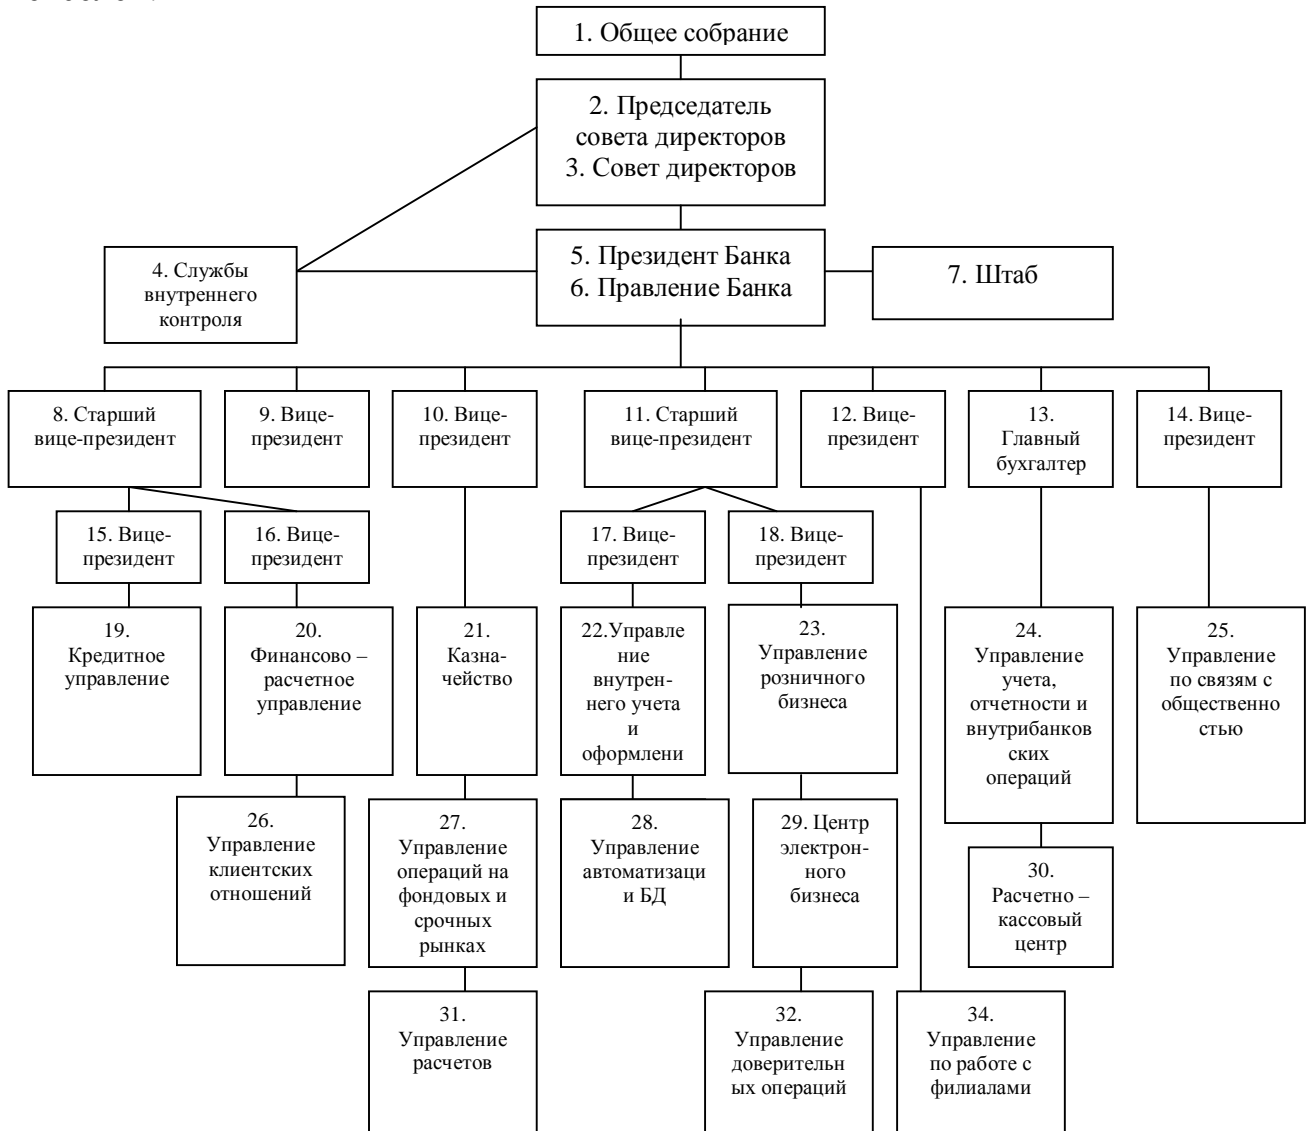 1. Общее собрание
2. Председатель
совета директоров
3. Совет директоров
4. Службы
внутреннего
контроля
5. Президент Банка
6. Правление Банка
7. Штаб
8. Старший
вице-президент
9. Вице-
президент
10. Вице-
президент
11. Старший
вице-президент
12. Вице-
президент
13.
Главный
бухгалтер
14. Вице-
президент
15. Вице-
президент
16. Вице-
президент
17. Вице-
президент
18. Вице-
президент
19.
Кредитное
управление
20.
Финансово –
расчетное
управление
21.
Казна-
чейство
22.Управле
ние
внутрен-
него учета
и
оформлени
23.
Управление
розничного
бизнеса
24.
Управление
учета,
отчетности и
внутрибанков
ских
операций
25.
Управление
по связям с
общественно
стью
26.
Управление
клиентских
отношений
27.
Управление
операций на
фондовых и
срочных
рынках
28.
Управление
автоматизаци
и БД
29. Центр
электрон-
ного
бизнеса
30.
Расчетно –
кассовый
центр
31.
Управление
расчетов
32.
Управление
доверительн
ых операций
34.
Управление
по работе с
филиалами